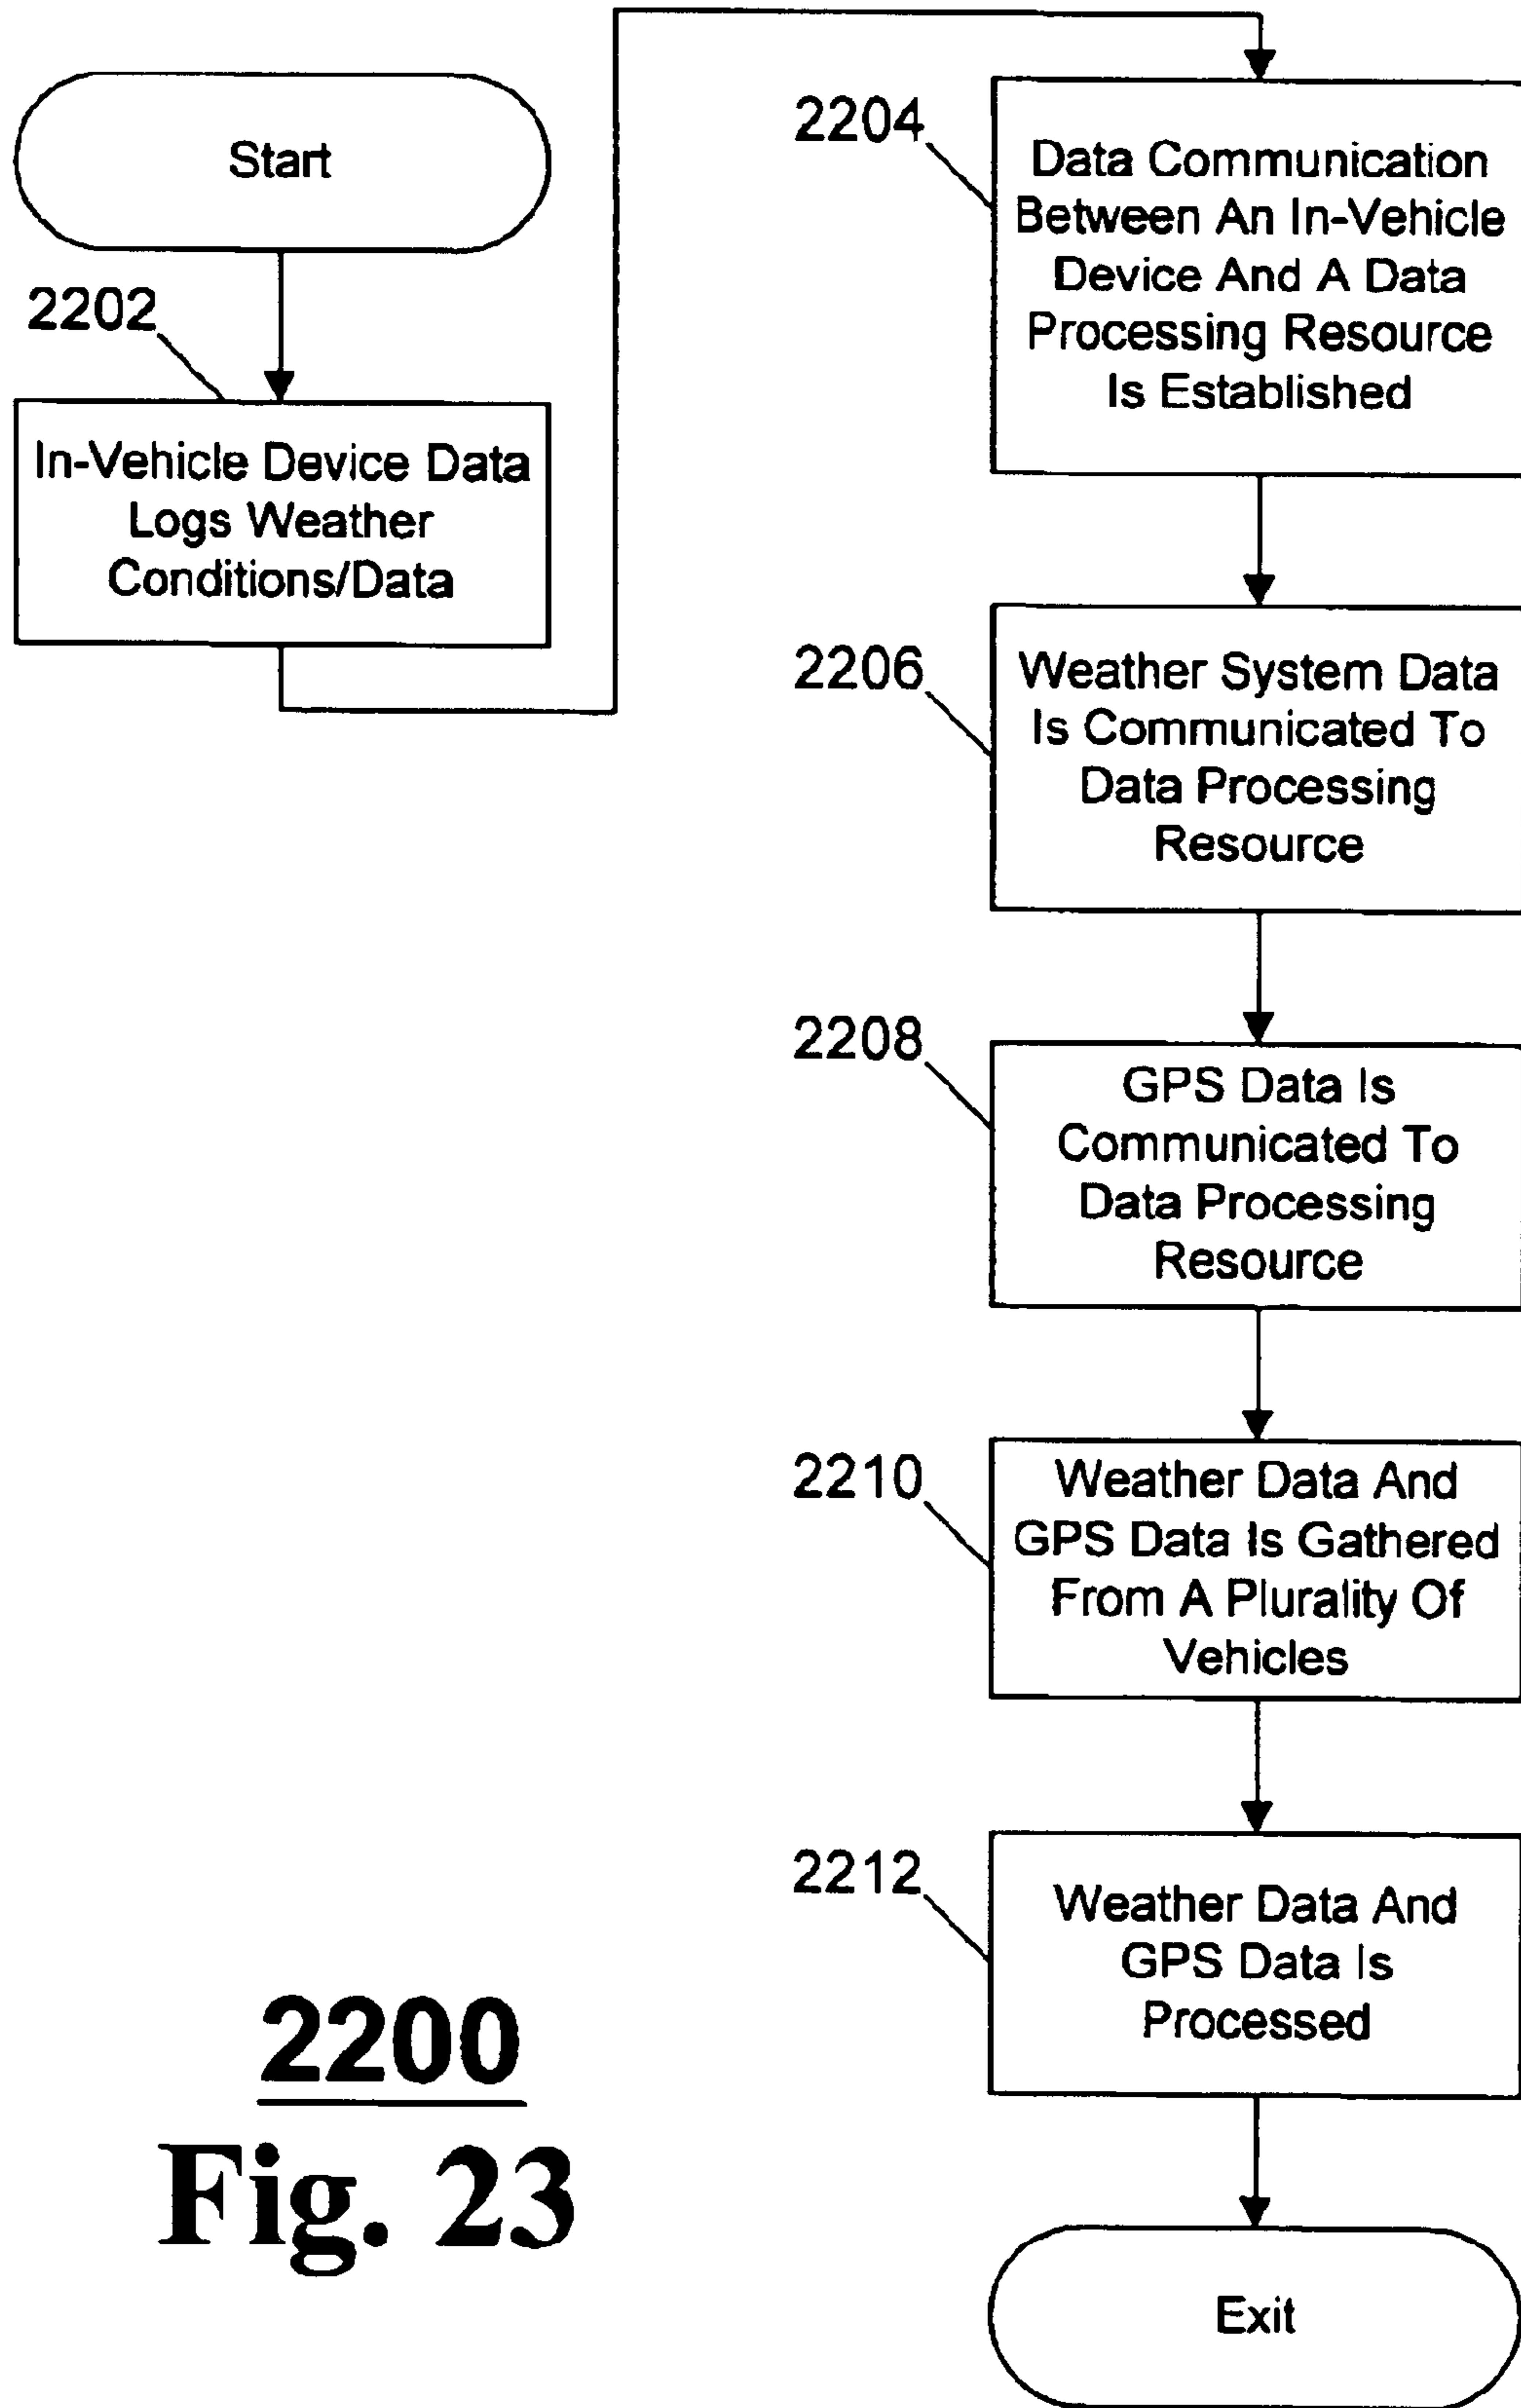 Start
2202
In-Vehicle Device Data
Logs Weather
Conditions/Data
2204
Data Communication
Between An In-Vehicle
Device And A Data
Processing Resource
Is Established
2206
Weather System Data
Is Communicated To
Data Processing
Resource
2208
GPS Data Is
Communicated To
Data Processing
Resource
2210
Weather Data And
GPS Data Is Gathered
From A Plurality Of
Vehicles
2212
Weather Data And
GPS Data Is
Processed
Exit
2200
Fig. 23